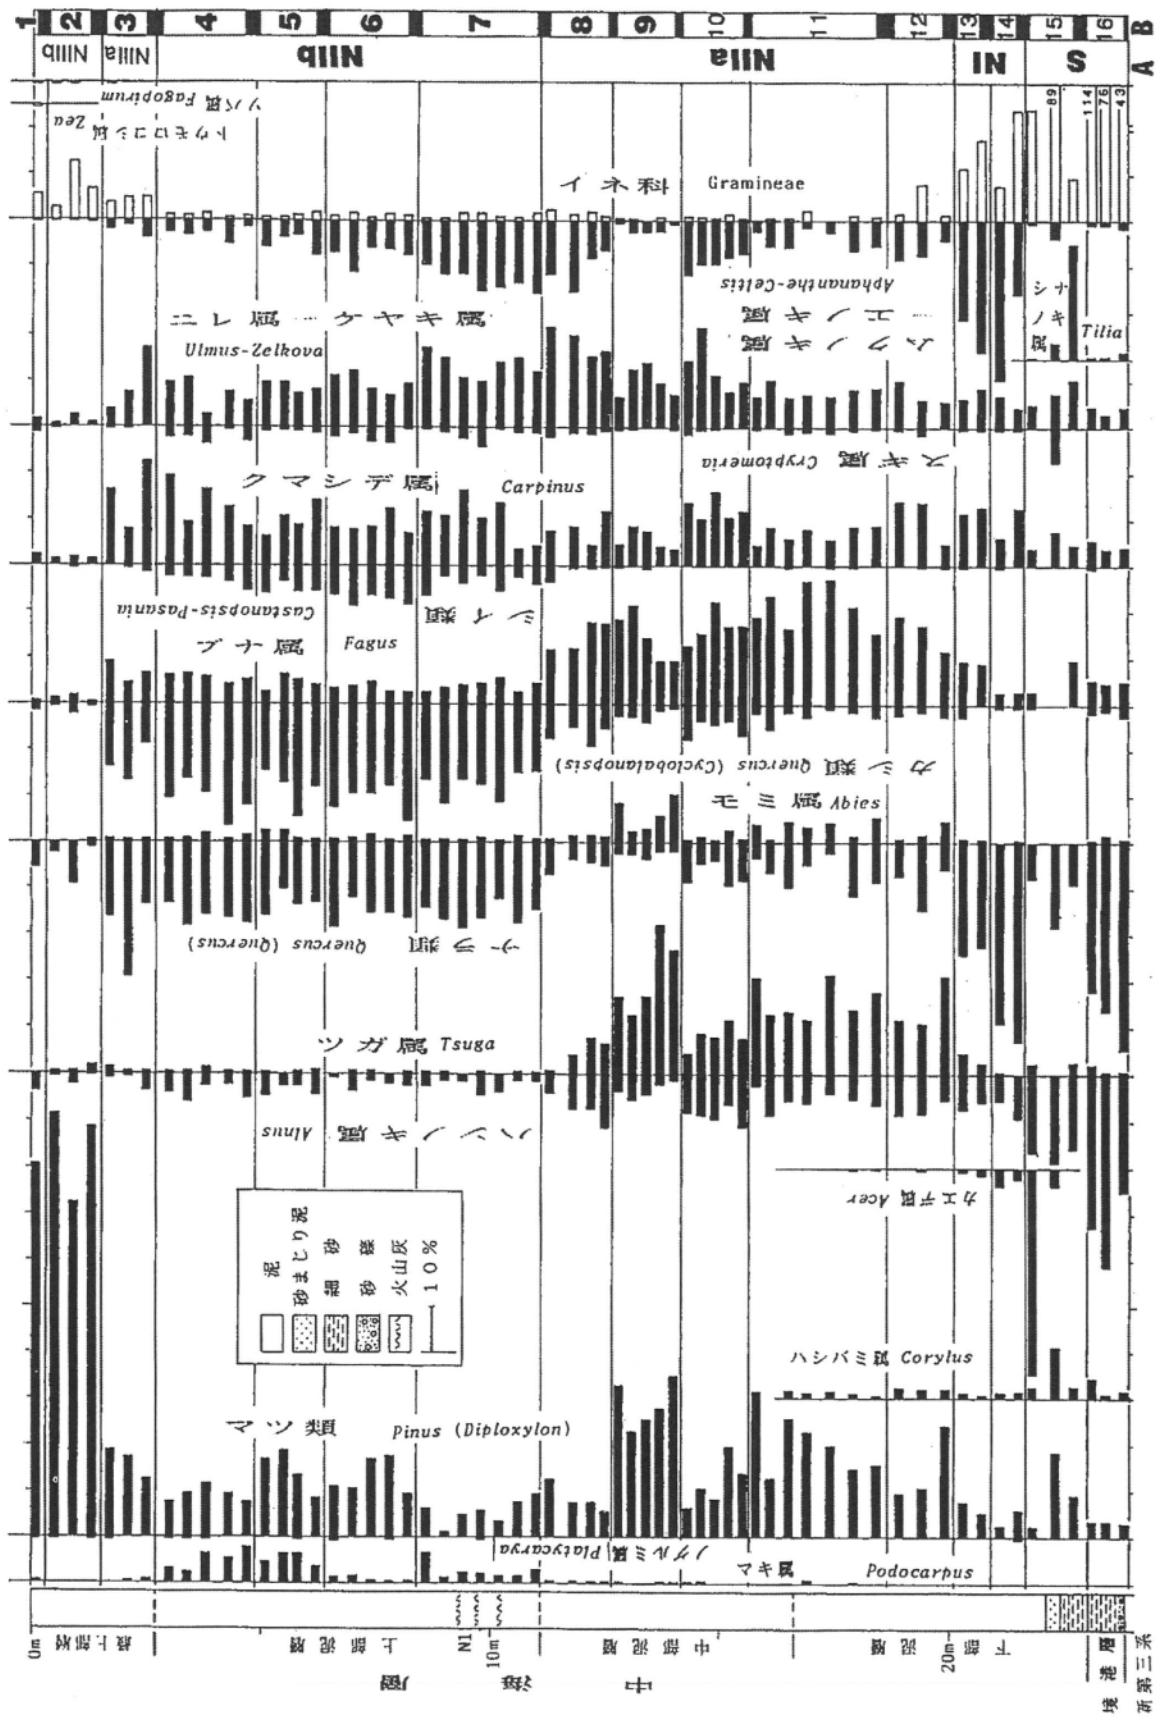 1 2 3 4 5 6 7 8 9 10 11 12 13 14 15 16 B
NIIIb NIIIa NIIb NIIa NI S A
ソバ属 Fagopirum
トウモロコシ属 Zea
イネ科 Gramineae
89
114
76
43
ニレ属－ケヤキ属
Ulmus-Zelkova
ムクノキ属
－エノキ属
Aphananthe-Celtis
シナノキ属
Tilia
クマシデ属 Carpinus
スギ属 Cryptomeria
シイ類
Castanopsis-Pasania
ブナ属 Fagus
カシ類 Quercus (Cyclobalanopsis)
モミ属 Abies
ナラ類 Quercus (Quercus)
ツガ属 Tsuga
ハンノキ属 Alnus
カエデ属 Acer
泥
砂まじり泥
細砂
砂礫
火山灰
10%
ハシバミ属 Corylus
マツ類 Pinus (Diploxylon)
ノグルミ属 Platycarya
マキ属 Podocarpus
0m
N1
10m
20m
最上部層
上部泥層
中部泥層
下部泥層
中海層
境港層
新第三系